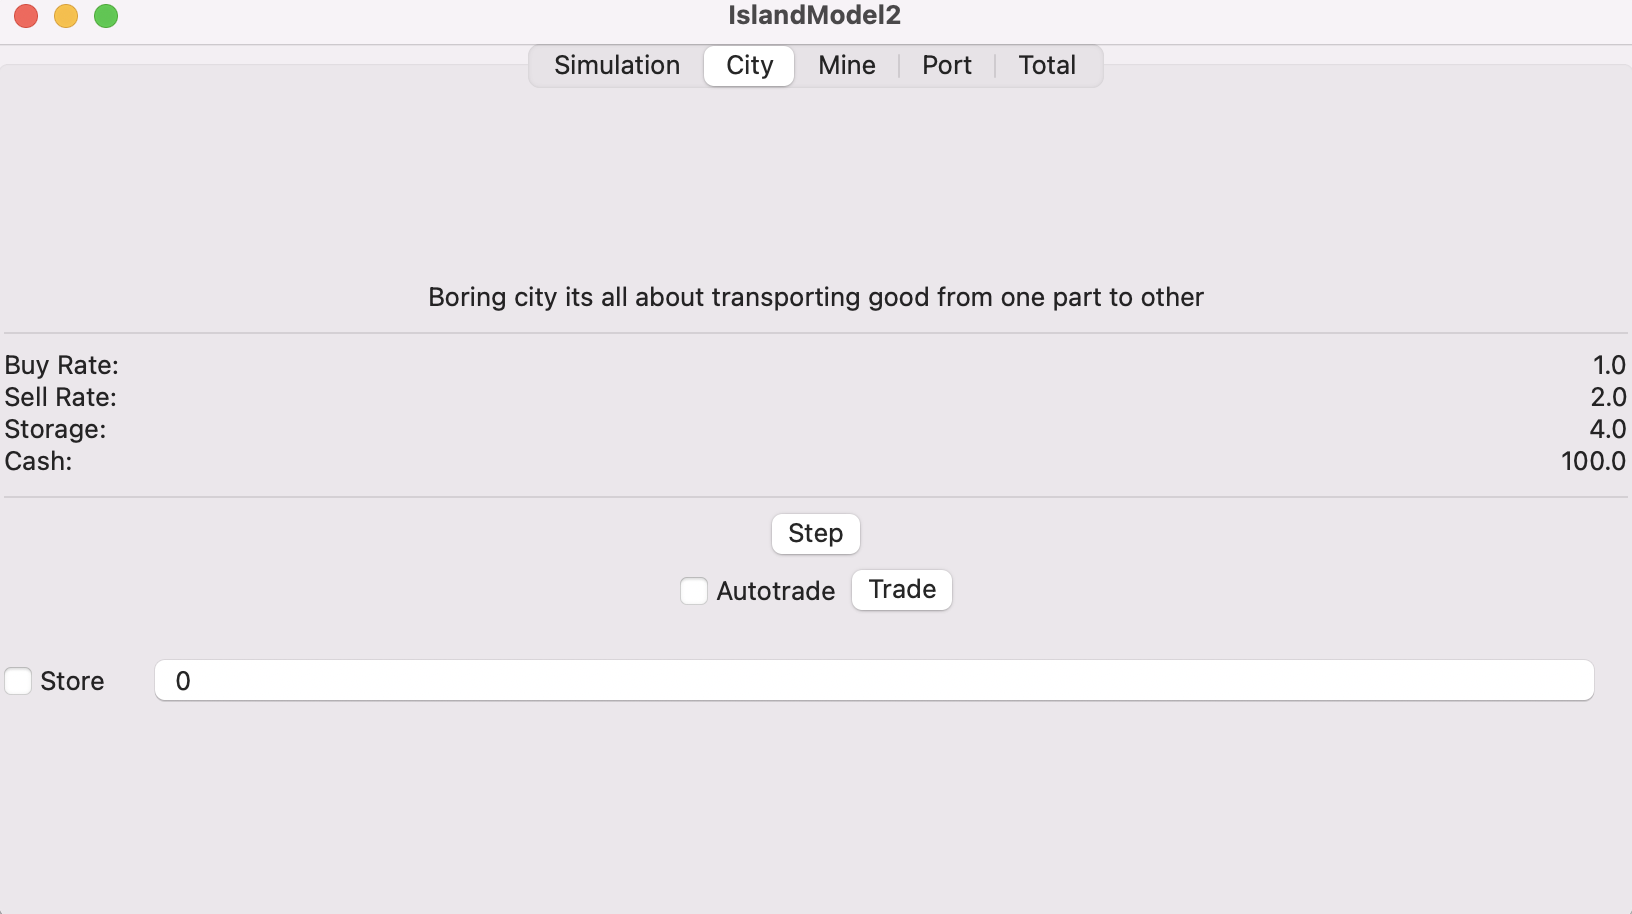 IslandModel2
Simulation City Mine Port Total
Boring city its all about transporting good from one part to other
Buy Rate: 1.0
Sell Rate: 2.0
Storage: 4.0
Cash: 100.0
Step
Autotrade Trade
Store 0